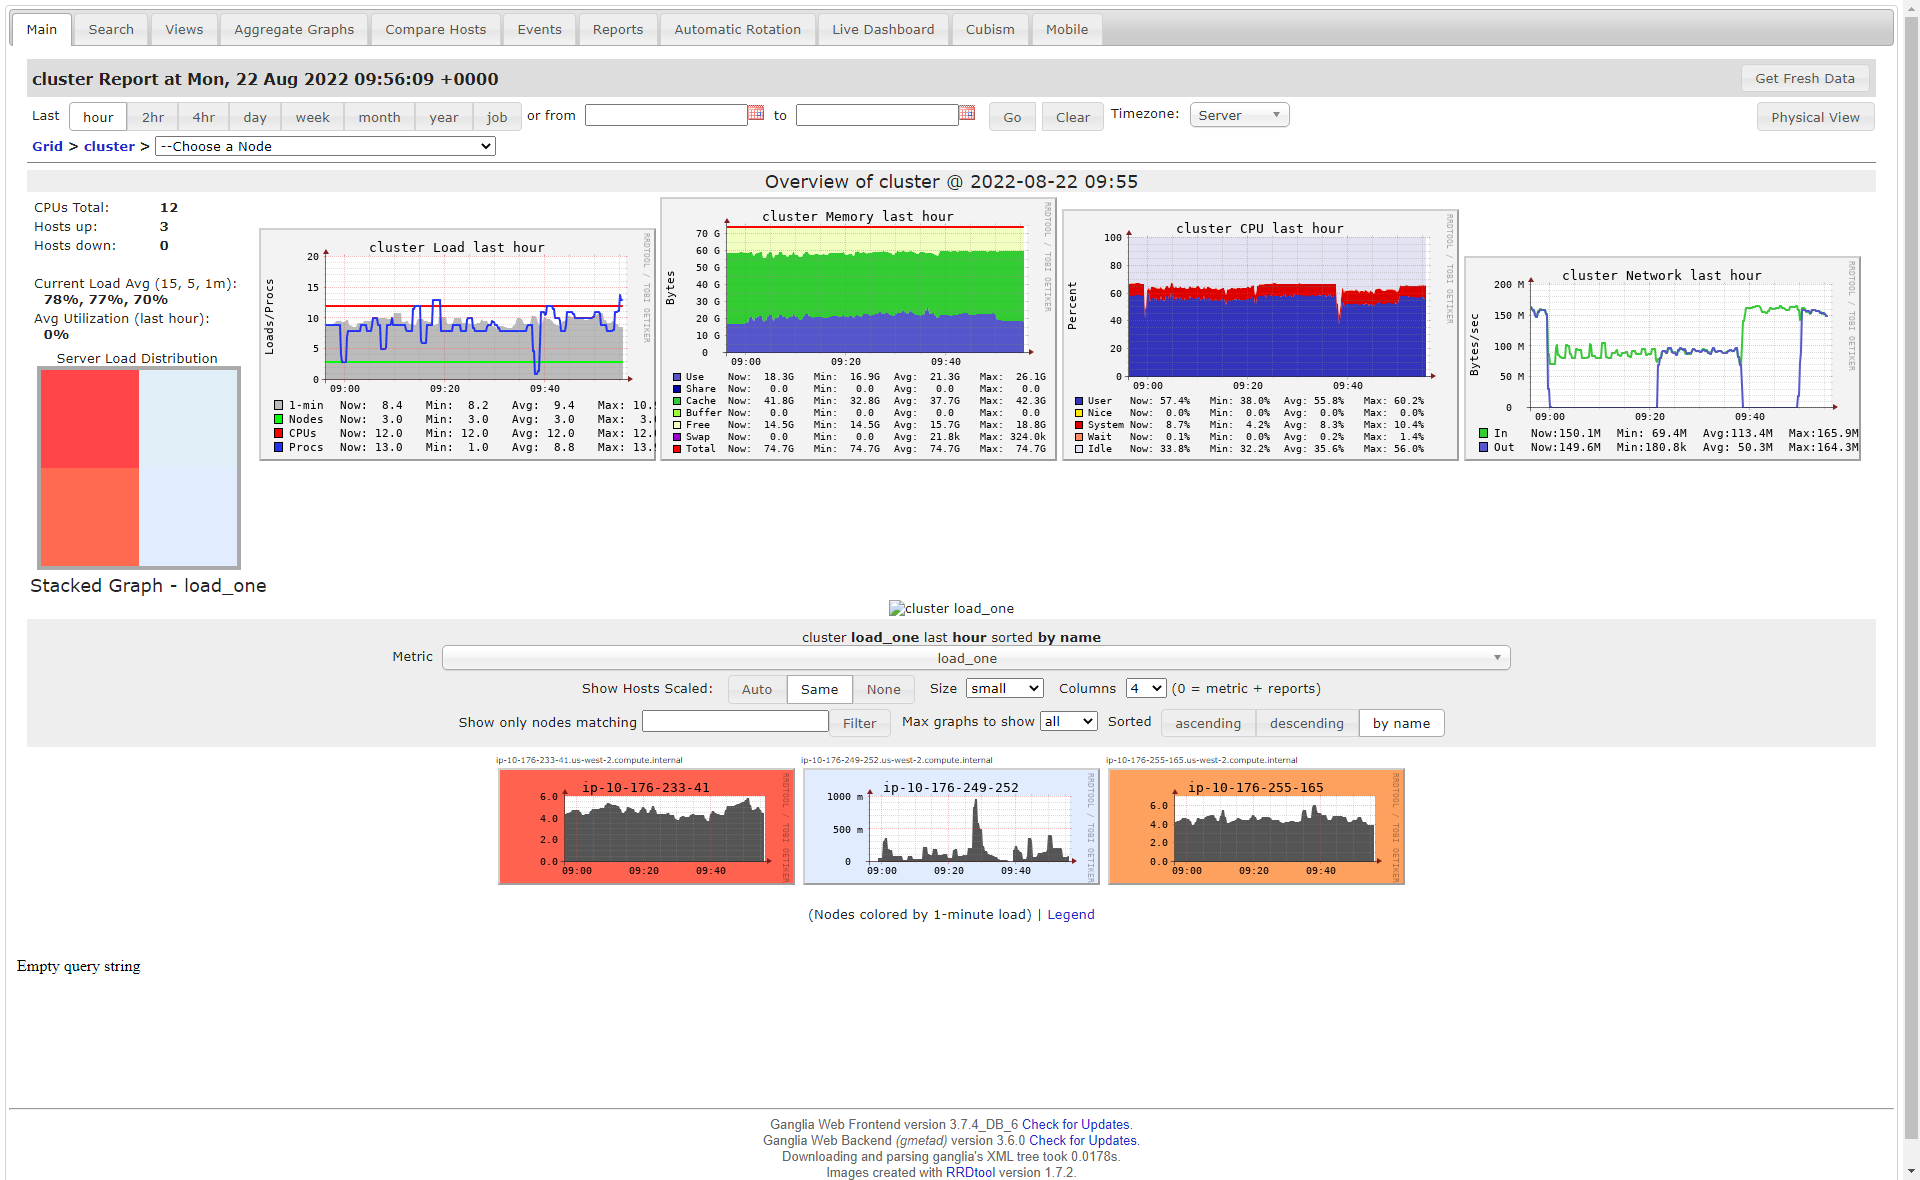 Main Search Views Aggregate Graphs Compare Hosts Events Reports Automatic Rotation Live Dashboard Cubism Mobile
cluster Report at Mon, 22 Aug 2022 09:56:09 +0000 Get Fresh Data
Last hour 2hr 4hr day week month year job or from to Go Clear Timezone: Server Physical View
Grid > cluster > --Choose a Node
Overview of cluster @ 2022-08-22 09:55
CPUs Total: 12
Hosts up: 3
Hosts down: 0
Current Load Avg (15, 5, 1m):
78%, 77%, 70%
Avg Utilization (last hour):
0%
Server Load Distribution
cluster Load last hour
RRDTOOL / TOBI OETIKER
Loads/Procs
20
15
10
5
0
09:00 09:20 09:40
1-min Now: 8.4 Min: 8.2 Avg: 9.4 Max: 10.
Nodes Now: 3.0 Min: 3.0 Avg: 3.0 Max: 3.
CPUs Now: 12.0 Min: 12.0 Avg: 12.0 Max: 12.
Procs Now: 13.0 Min: 1.0 Avg: 8.8 Max: 13.
cluster Memory last hour
RRDTOOL / TOBI OETIKER
Bytes
70 G
60 G
50 G
40 G
30 G
20 G
10 G
0
09:00 09:20 09:40
Use Now: 18.3G Min: 16.9G Avg: 21.3G Max: 26.1G
Share Now: 0.0 Min: 0.0 Avg: 0.0 Max: 0.0
Cache Now: 41.8G Min: 32.8G Avg: 37.7G Max: 42.3G
Buffer Now: 0.0 Min: 0.0 Avg: 0.0 Max: 0.0
Free Now: 14.5G Min: 14.5G Avg: 15.7G Max: 18.8G
Swap Now: 0.0 Min: 0.0 Avg: 21.8k Max: 324.0k
Total Now: 74.7G Min: 74.7G Avg: 74.7G Max: 74.7G
cluster CPU last hour
RRDTOOL / TOBI OETIKER
Percent
100
80
60
40
20
0
09:00 09:20 09:40
User Now: 57.4% Min: 38.0% Avg: 55.8% Max: 60.2%
Nice Now: 0.0% Min: 0.0% Avg: 0.0% Max: 0.0%
System Now: 8.7% Min: 4.2% Avg: 8.3% Max: 10.4%
Wait Now: 0.1% Min: 0.0% Avg: 0.2% Max: 1.4%
Idle Now: 33.8% Min: 32.2% Avg: 35.6% Max: 56.0%
cluster Network last hour
RRDTOOL / TOBI OETIKER
Bytes/sec
200 M
150 M
100 M
50 M
0
09:00 09:20 09:40
In Now:150.1M Min: 69.4M Avg:113.4M Max:165.9M
Out Now:149.6M Min:180.8k Avg: 50.3M Max:164.3M
Stacked Graph - load_one
cluster load_one
cluster load_one last hour sorted by name
Metric load_one
Show Hosts Scaled: Auto Same None Size small Columns 4 (0 = metric + reports)
Show only nodes matching Filter Max graphs to show all Sorted ascending descending by name
ip-10-176-233-41.us-west-2.compute.internal
ip-10-176-233-41
RRDTOOL / TOBI OETIKER
6.0
4.0
2.0
0.0
09:00 09:20 09:40
ip-10-176-249-252.us-west-2.compute.internal
ip-10-176-249-252
RRDTOOL / TOBI OETIKER
1000 m
500 m
0
09:00 09:20 09:40
ip-10-176-255-165.us-west-2.compute.internal
ip-10-176-255-165
RRDTOOL / TOBI OETIKER
6.0
4.0
2.0
0.0
09:00 09:20 09:40
(Nodes colored by 1-minute load) | Legend
Empty query string
Ganglia Web Frontend version 3.7.4_DB_6 Check for Updates.
Ganglia Web Backend (gmetad) version 3.6.0 Check for Updates.
Downloading and parsing ganglia's XML tree took 0.0178s.
Images created with RRDtool version 1.7.2.